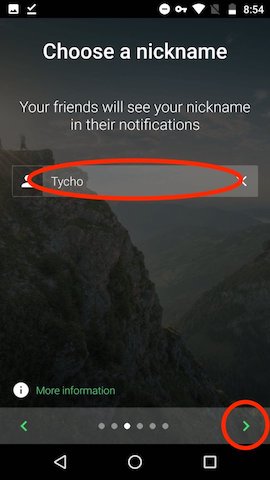 8:54
Choose a nickname
Your friends will see your nickname
in their notifications
Tycho
More information